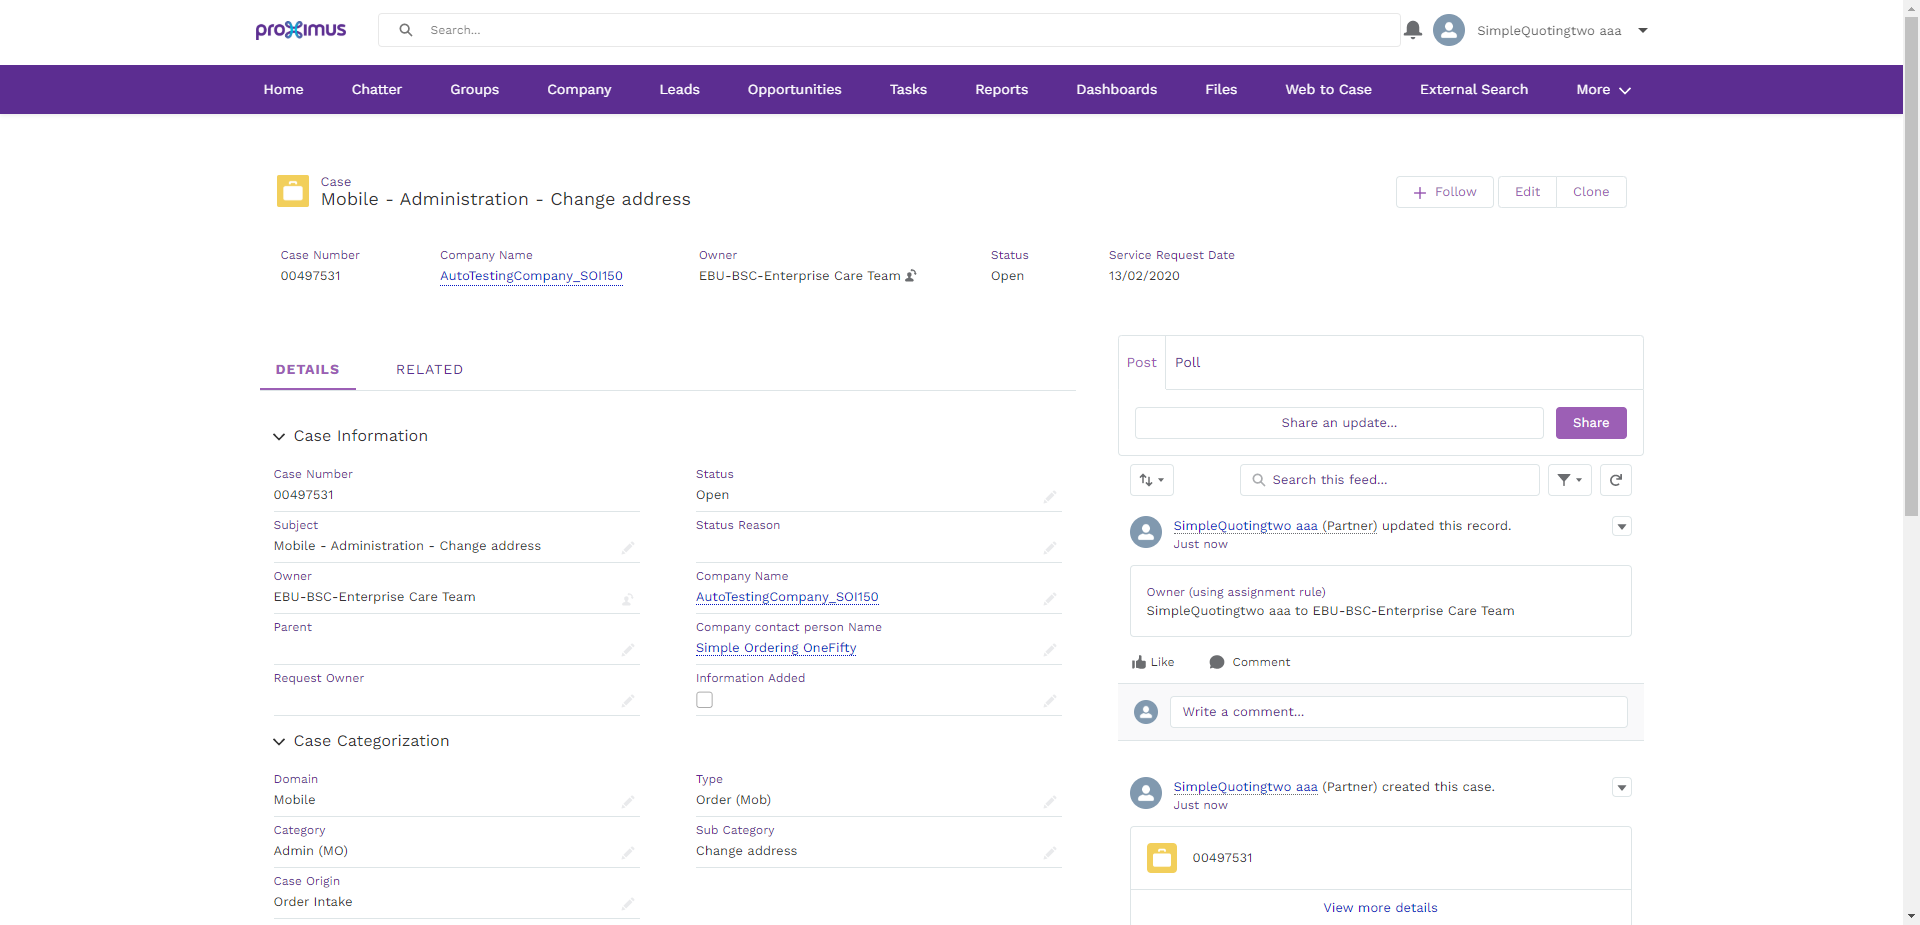 proximus
Search...
SimpleQuotingtwo aaa
Home Chatter Groups Company Leads Opportunities Tasks Reports Dashboards Files Web to Case External Search More
Case
Mobile - Administration - Change address
Follow Edit Clone
Case Number Company Name Owner Status Service Request Date
00497531 AutoTestingCompany_SOI150 EBU-BSC-Enterprise Care Team Open 13/02/2020
DETAILS RELATED
Case Information
Case Number
00497531
Status
Open
Subject
Mobile - Administration - Change address
Status Reason
Owner
EBU-BSC-Enterprise Care Team
Company Name
AutoTestingCompany_SOI150
Parent
Company contact person Name
Simple Ordering OneFifty
Request Owner
Information Added
Case Categorization
Domain
Mobile
Type
Order (Mob)
Category
Admin (MO)
Sub Category
Change address
Case Origin
Order Intake
Post Poll
Share an update...
Share
Search this feed...
SimpleQuotingtwo aaa (Partner) updated this record.
Just now
Owner (using assignment rule)
SimpleQuotingtwo aaa to EBU-BSC-Enterprise Care Team
Like Comment
Write a comment...
SimpleQuotingtwo aaa (Partner) created this case.
Just now
00497531
View more details